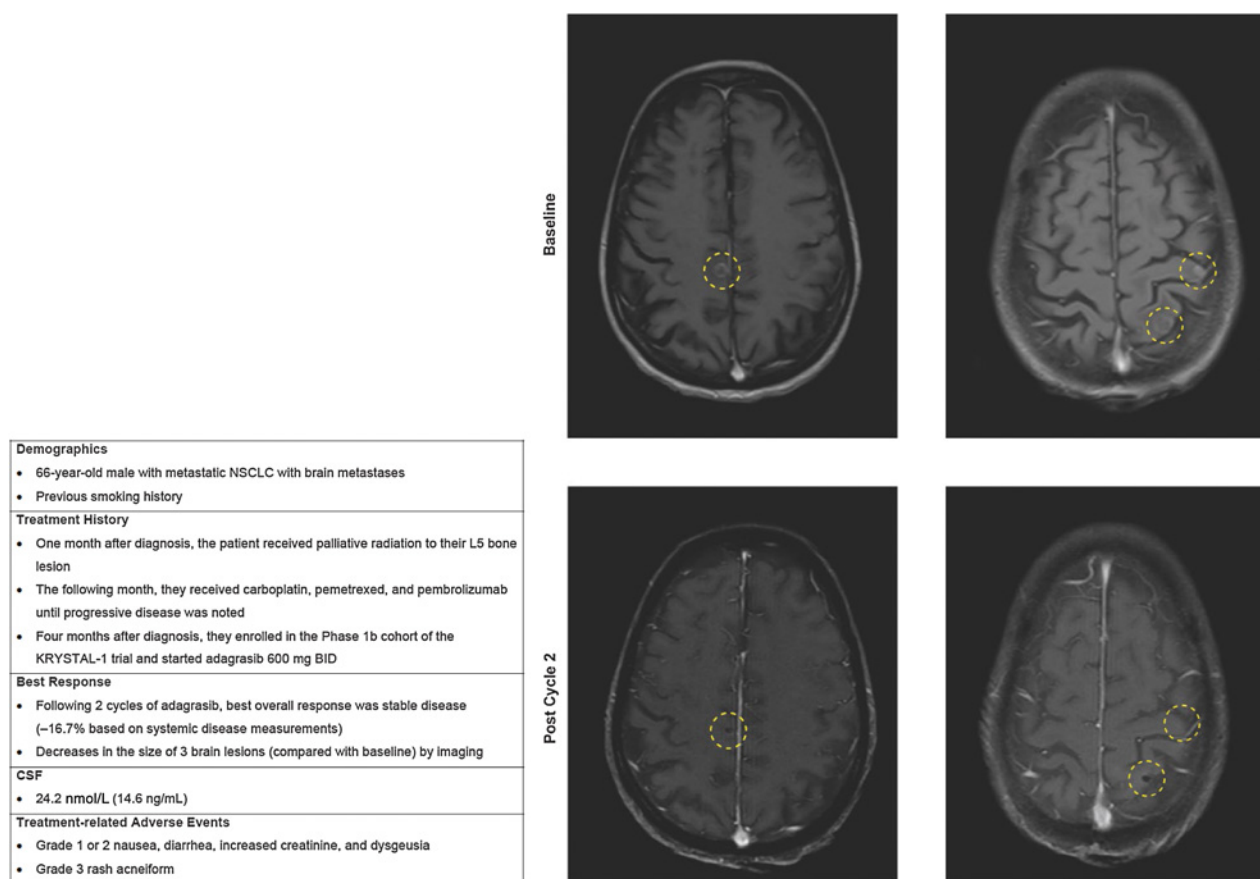 Baseline
Demographics
• 66-year-old male with metastatic NSCLC with brain metastases
• Previous smoking history
Treatment History
• One month after diagnosis, the patient received palliative radiation to their L5 bone
lesion
• The following month, they received carboplatin, pemetrexed, and pembrolizumab
until progressive disease was noted
• Four months after diagnosis, they enrolled in the Phase 1b cohort of the
KRYSTAL-1 trial and started adagrasib 600 mg BID
Best Response
• Following 2 cycles of adagrasib, best overall response was stable disease
(–16.7% based on systemic disease measurements)
• Decreases in the size of 3 brain lesions (compared with baseline) by imaging
CSF
• 24.2 nmol/L (14.6 ng/mL)
Treatment-related Adverse Events
• Grade 1 or 2 nausea, diarrhea, increased creatinine, and dysgeusia
• Grade 3 rash acneiform
Post Cycle 2